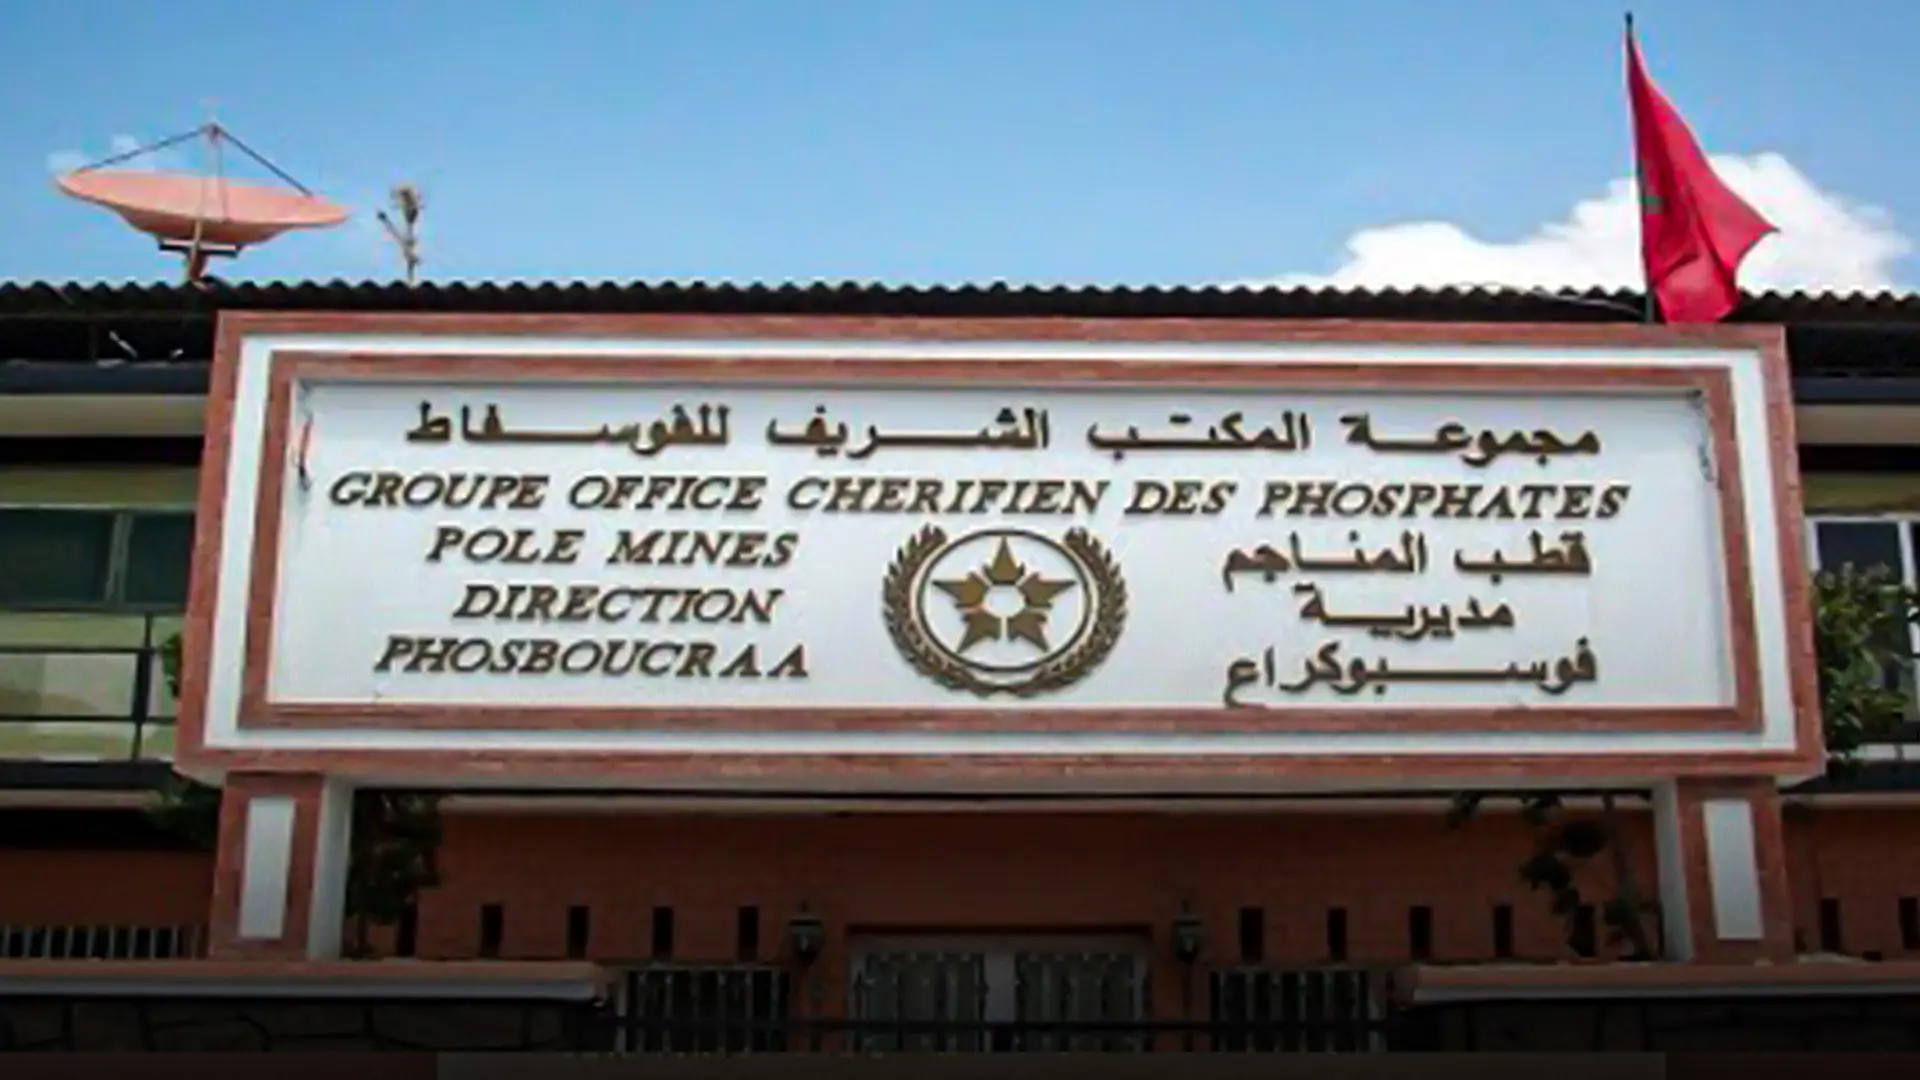 مجموعة المكتب الشريف للفوسفاط
GROUPE OFFICE CHERIFIEN DES PHOSPHATES
POLE MINES
DIRECTION
PHOSBOUCRAA
قطب المناجم
مديرية
فوسبوكراع